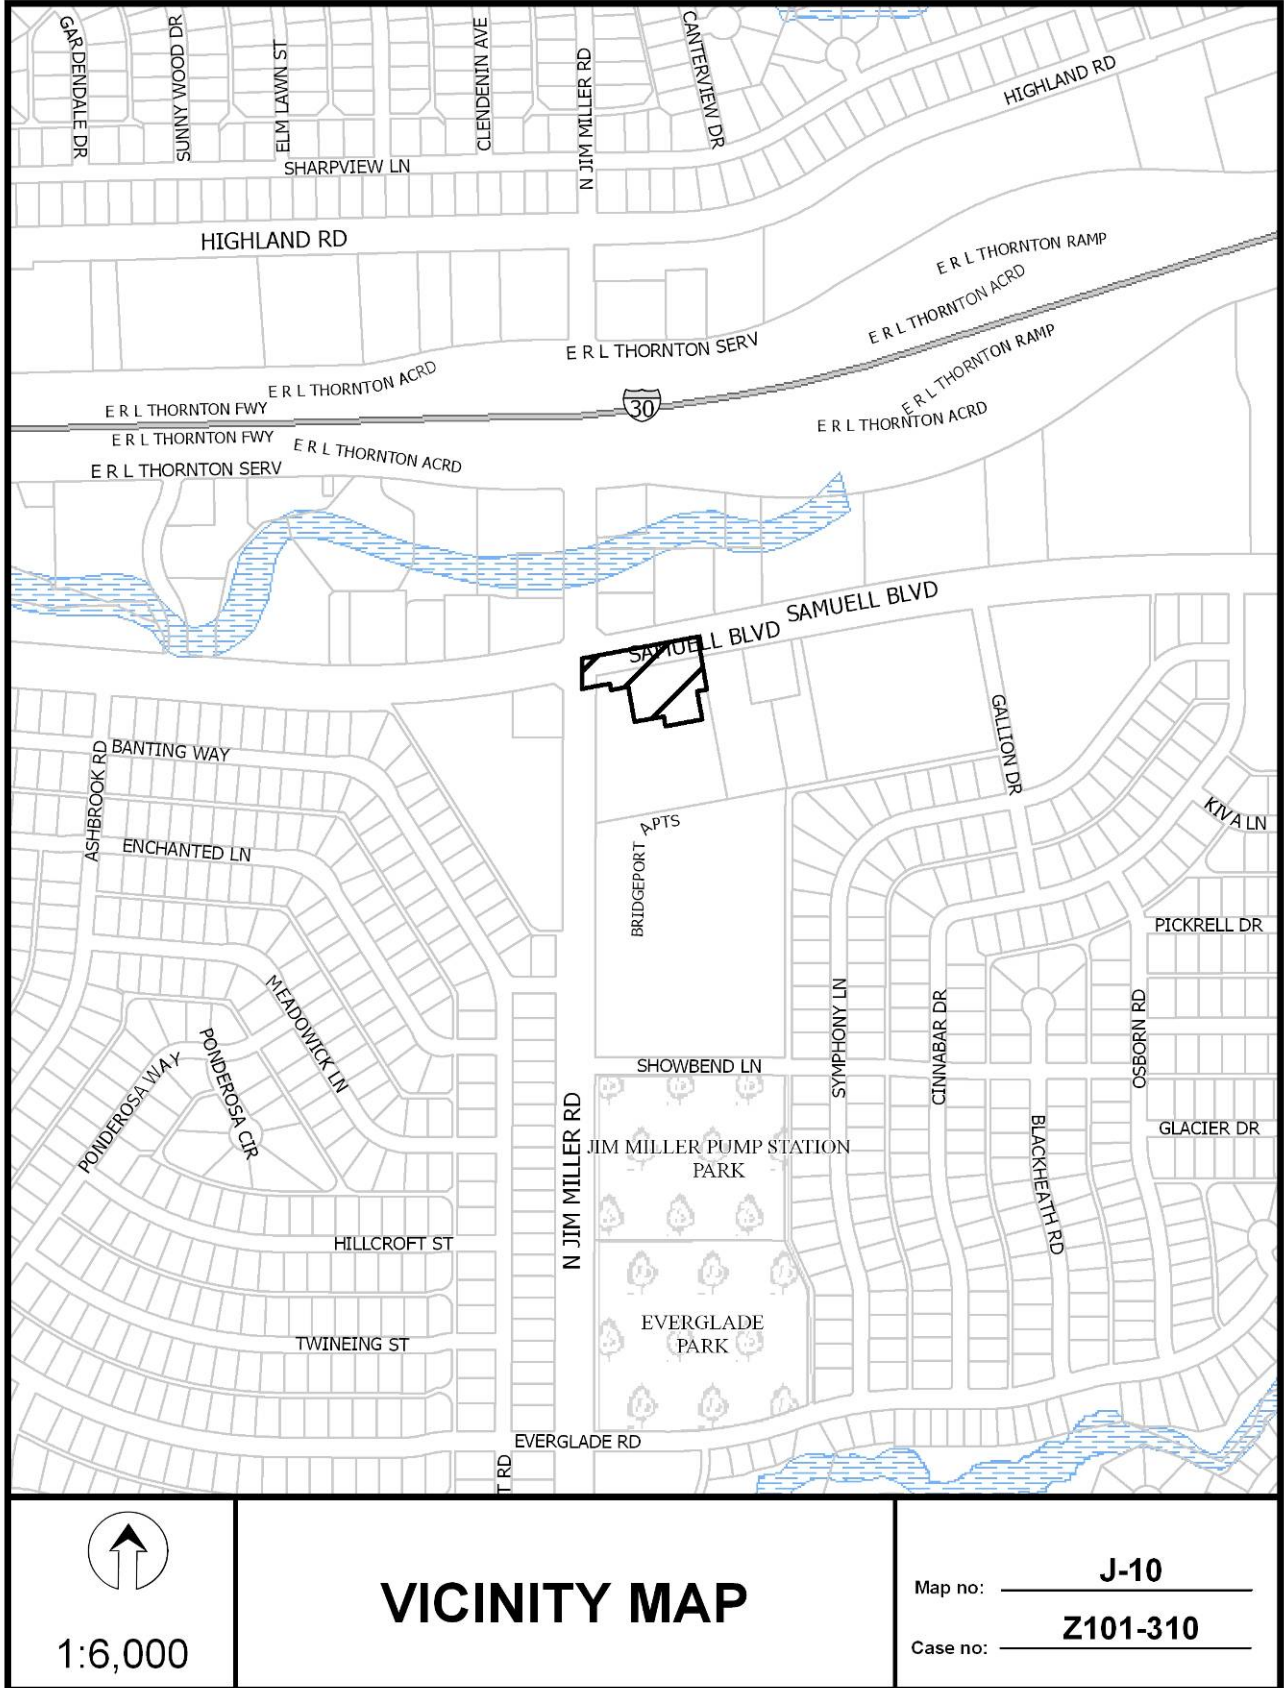 GARDENDALE DR
SUNNYWOOD DR
ELM LAWN ST
CLENDENIN AVE
N JIM MILLER RD
CANTERVIEW DR
HIGHLAND RD
SHARPVIEW LN
HIGHLAND RD
E R L THORNTON RAMP
E R L THORNTON ACRD
E R L THORNTON RAMP
E R L THORNTON SERV
E R L THORNTON ACRD
E R L THORNTON FWY
30
E R L THORNTON ACRD
E R L THORNTON FWY
E R L THORNTON ACRD
E R L THORNTON SERV
SAMUELL BLVD
SAMUELL BLVD
GALLION DR
BANTING WAY
ASHBROOK RD
KIVA LN
APTS
BRIDGEPORT
ENCHANTED LN
PICKRELL DR
MEADOWICK LN
SYMPHONY LN
CINNABAR DR
OSBORN RD
PONDEROSA WAY
PONDEROSA CIR
SHOWBEND LN
N JIM MILLER RD
JIM MILLER PUMP STATION
PARK
BLACKHEATH RD
GLACIER DR
HILLCROFT ST
EVERGLADE
PARK
TWINEING ST
EVERGLADE RD
T RD
1:6,000
VICINITY MAP
Map no: J-10
Case no: Z101-310